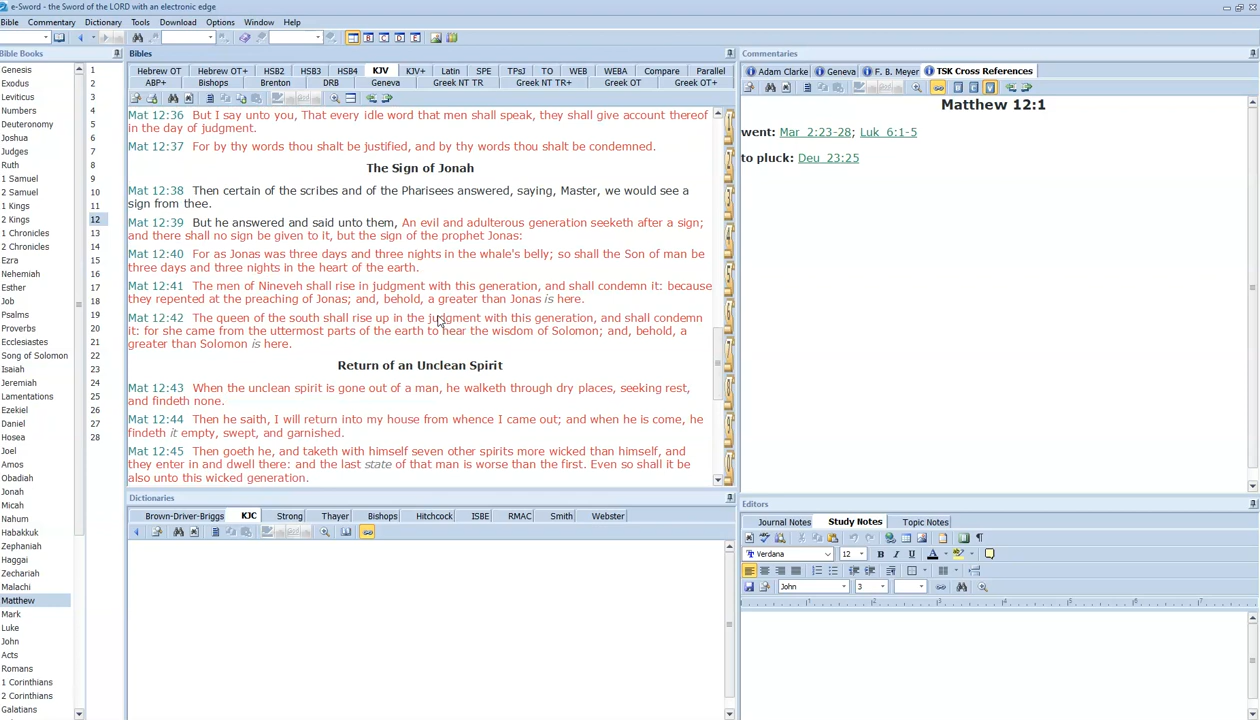 e-Sword - the Sword of the LORD with an electronic edge
Bible Commentary Dictionary Tools Download Options Window Help
B C D E
Bible Books
Genesis
Exodus
Leviticus
Numbers
Deuteronomy
Joshua
Judges
Ruth
1 Samuel
2 Samuel
1 Kings
2 Kings
1 Chronicles
2 Chronicles
Ezra
Nehemiah
Esther
Job
Psalms
Proverbs
Ecclesiastes
Song of Solomon
Isaiah
Jeremiah
Lamentations
Ezekiel
Daniel
Hosea
Joel
Amos
Obadiah
Jonah
Micah
Nahum
Habakkuk
Zephaniah
Haggai
Zechariah
Malachi
Matthew
Mark
Luke
John
Acts
Romans
1 Corinthians
2 Corinthians
Galatians
1
2
3
4
5
6
7
8
9
10
11
12
13
14
15
16
17
18
19
20
21
22
23
24
25
26
27
28
Bibles
Hebrew OT Hebrew OT+ HSB2 HSB3 HSB4 KJV KJV+ Latin SPE TPsJ TO WEB WEBA Compare Parallel
ABP+ Bishops Brenton DRB Geneva Greek NT TR Greek NT TR+ Greek OT Greek OT+
Mat 12:36 But I say unto you, That every idle word that men shall speak, they shall give account thereof
in the day of judgment.
Mat 12:37 For by thy words thou shalt be justified, and by thy words thou shalt be condemned.
The Sign of Jonah
Mat 12:38 Then certain of the scribes and of the Pharisees answered, saying, Master, we would see a
sign from thee.
Mat 12:39 But he answered and said unto them, An evil and adulterous generation seeketh after a sign;
and there shall no sign be given to it, but the sign of the prophet Jonas:
Mat 12:40 For as Jonas was three days and three nights in the whale's belly; so shall the Son of man be
three days and three nights in the heart of the earth.
Mat 12:41 The men of Nineveh shall rise in judgment with this generation, and shall condemn it: because
they repented at the preaching of Jonas; and, behold, a greater than Jonas is here.
Mat 12:42 The queen of the south shall rise up in the judgment with this generation, and shall condemn
it: for she came from the uttermost parts of the earth to hear the wisdom of Solomon; and, behold, a
greater than Solomon is here.
Return of an Unclean Spirit
Mat 12:43 When the unclean spirit is gone out of a man, he walketh through dry places, seeking rest,
and findeth none.
Mat 12:44 Then he saith, I will return into my house from whence I came out; and when he is come, he
findeth it empty, swept, and garnished.
Mat 12:45 Then goeth he, and taketh with himself seven other spirits more wicked than himself, and
they enter in and dwell there: and the last state of that man is worse than the first. Even so shall it be
also unto this wicked generation.
Dictionaries
Brown-Driver-Briggs KJC Strong Thayer Bishops Hitchcock ISBE RMAC Smith Webster
Commentaries
Adam Clarke Geneva F. B. Meyer TSK Cross References
Matthew 12:1
went: Mar_2:23-28; Luk_6:1-5
to pluck: Deu_23:25
Editors
Journal Notes Study Notes Topic Notes
Verdana 12 B I U A
John 3
1 2 3 4 5 6 7